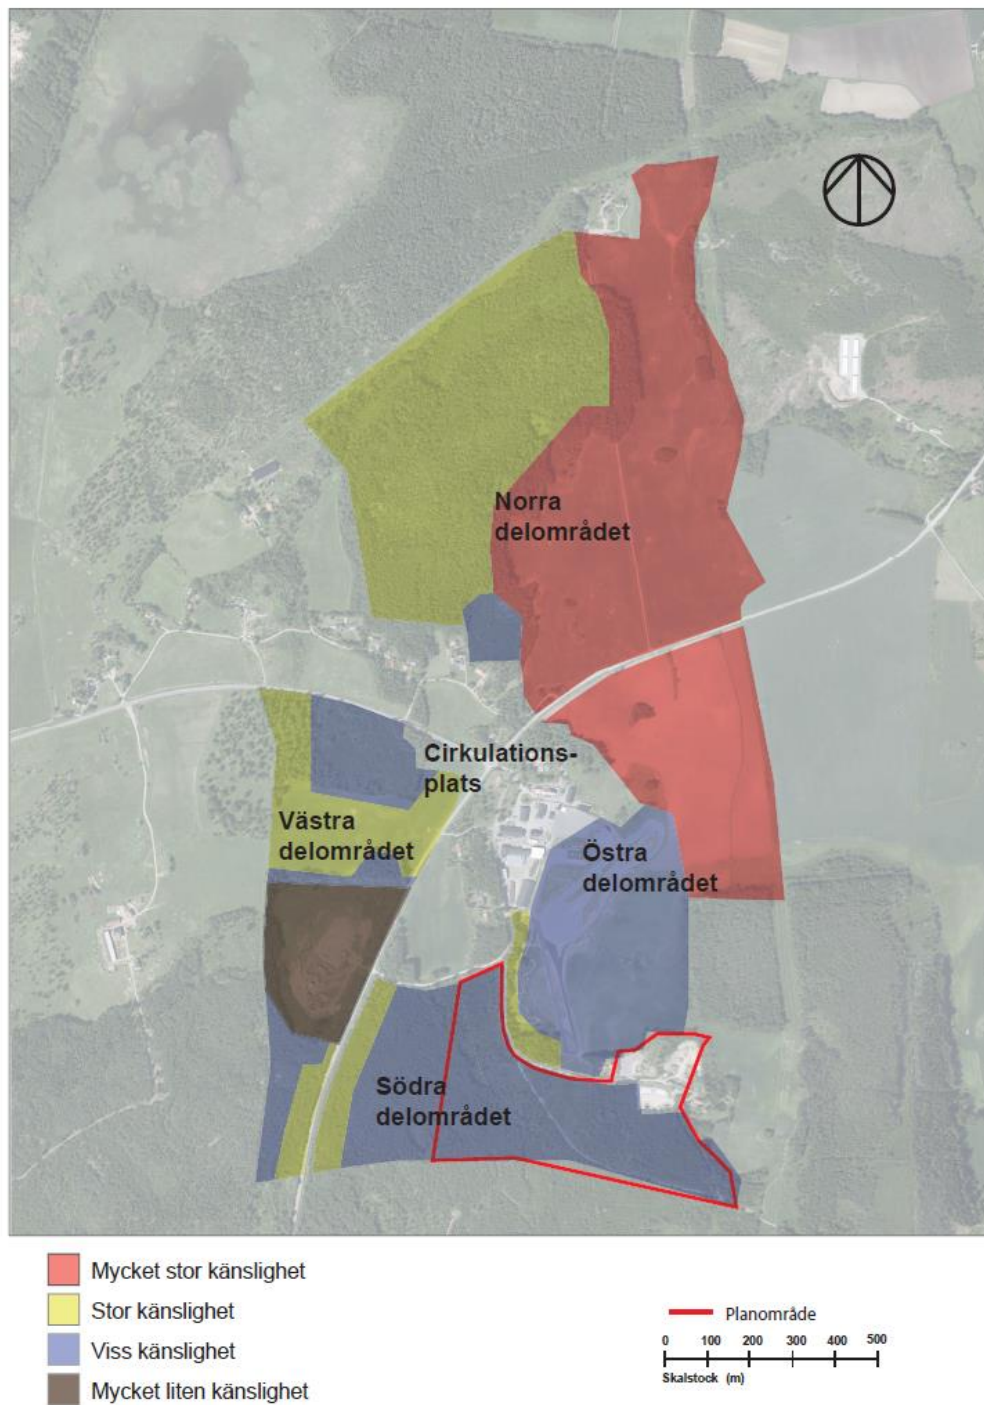 Norra
delområdet
Cirkulations-
plats
Västra
delområdet
Östra
delområdet
Södra
delområdet
Mycket stor känslighet
Stor känslighet
Viss känslighet
Mycket liten känslighet
Planområde
0 100 200 300 400 500
Skalstock (m)